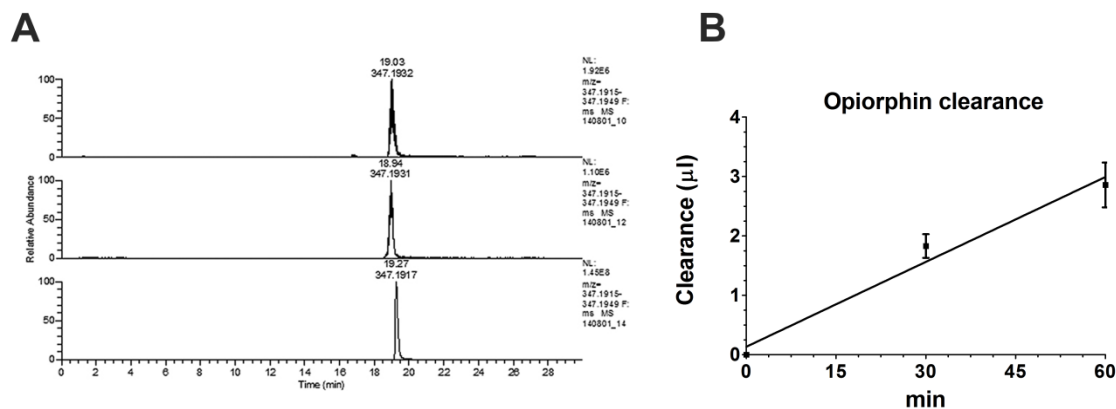 A
B
19.03
347.1932
NL:
1.92E6
m/z=
347.1915-
347.1949 F:
ms MS
140801_10
100
50
0
18.94
347.1931
NL:
1.10E6
m/z=
347.1915-
347.1949 F:
ms MS
140801_12
100
50
0
19.27
347.1917
NL:
1.45E8
m/z=
347.1915-
347.1949 F:
ms MS
140801_14
100
50
0
Relative Abundance
0 2 4 6 8 10 12 14 16 18 20 22 24 26 28
Time (min)
Opiorphin clearance
Clearance (µl)
4
3
2
1
0
0 15 30 45 60
min